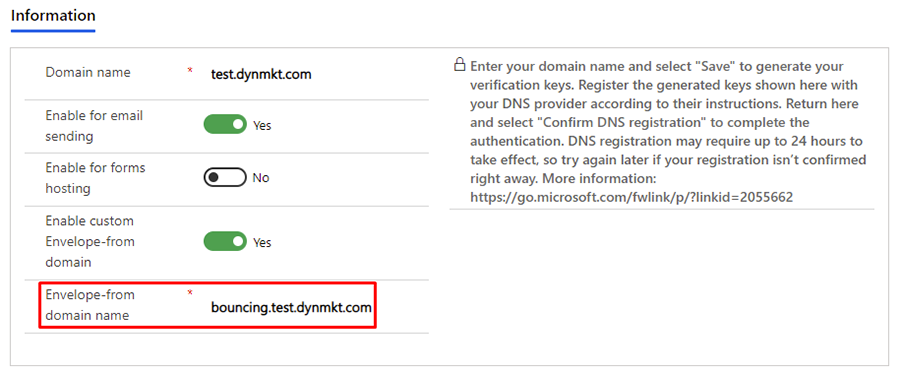 Information
Domain name * test.dynmkt.com
Enable for email
sending
Yes
Enable for forms
hosting
No
Enable custom
Envelope-from
domain
Yes
Envelope-from
domain name
* bouncing.test.dynmkt.com
Enter your domain name and select "Save" to generate your
verification keys. Register the generated keys shown here with
your DNS provider according to their instructions. Return here
and select "Confirm DNS registration" to complete the
authentication. DNS registration may require up to 24 hours to
take effect, so try again later if your registration isn’t confirmed
right away. More information:
https://go.microsoft.com/fwlink/p/?linkid=2055662